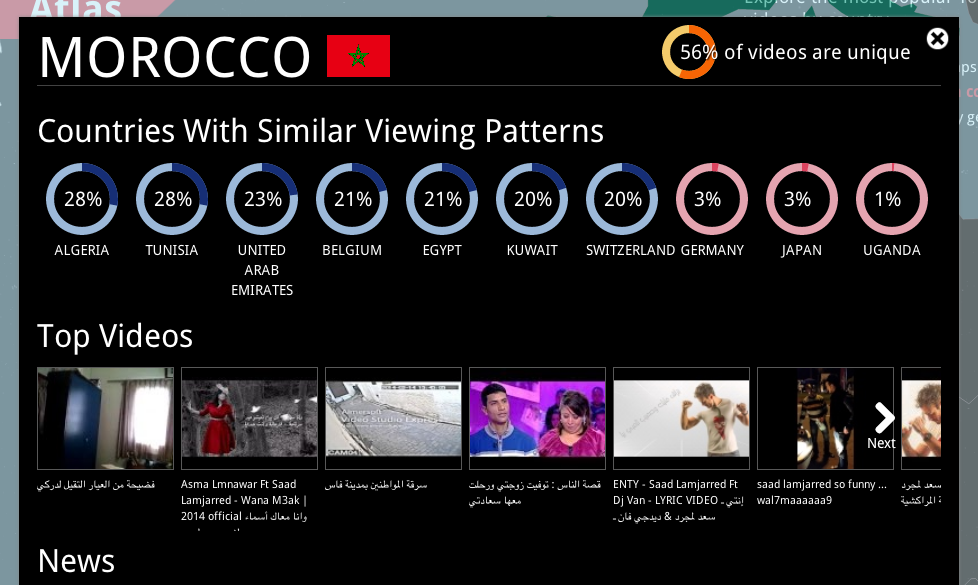 Atlas
MOROCCO
56% of videos are unique
Countries With Similar Viewing Patterns
28%
28%
23%
21%
21%
20%
20%
3%
3%
1%
ALGERIA
TUNISIA
UNITED
ARAB
EMIRATES
BELGIUM
EGYPT
KUWAIT
SWITZERLAND
GERMANY
JAPAN
UGANDA
Top Videos
Next
فضيحة من العيار الثقيل لدركي
Asma Lmnawar Ft Saad
Lamjarred - Wana M3ak |
2014 official وانا معاك أسماء
سرقة المواطنين بمدينة فاس
قصة الناس : توفيت زوجتي ورحلت
معها سعادتي
ENTY - Saad Lamjarred Ft
Dj Van - LYRIC VIDEO إنتي ـ
سعد لمجرد & ديدجي فان ـ
saad lamjarred so funny ...
wal7maaaaaa9
سعد لمجرد
المراكشية
News